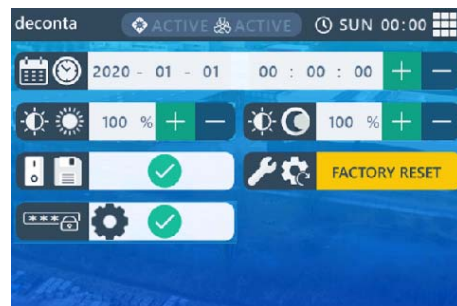 deconta ACTIVE ACTIVE SUN 00:00
2020 - 01 - 01 00 : 00 : 00 + −
100 % + − 100 % + −
FACTORY RESET
***